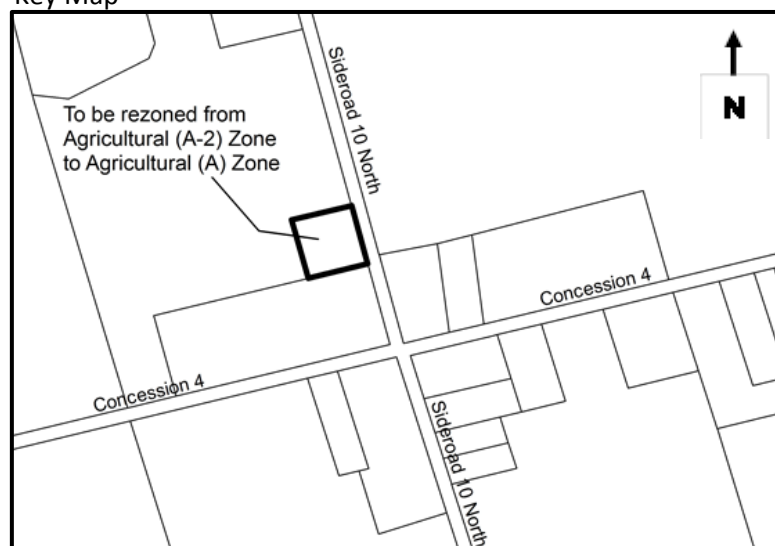 Key Map
Sideroad 10 North
To be rezoned from
Agricultural (A-2) Zone
to Agricultural (A) Zone
N
Concession 4
Concession 4
Sideroad 10 North